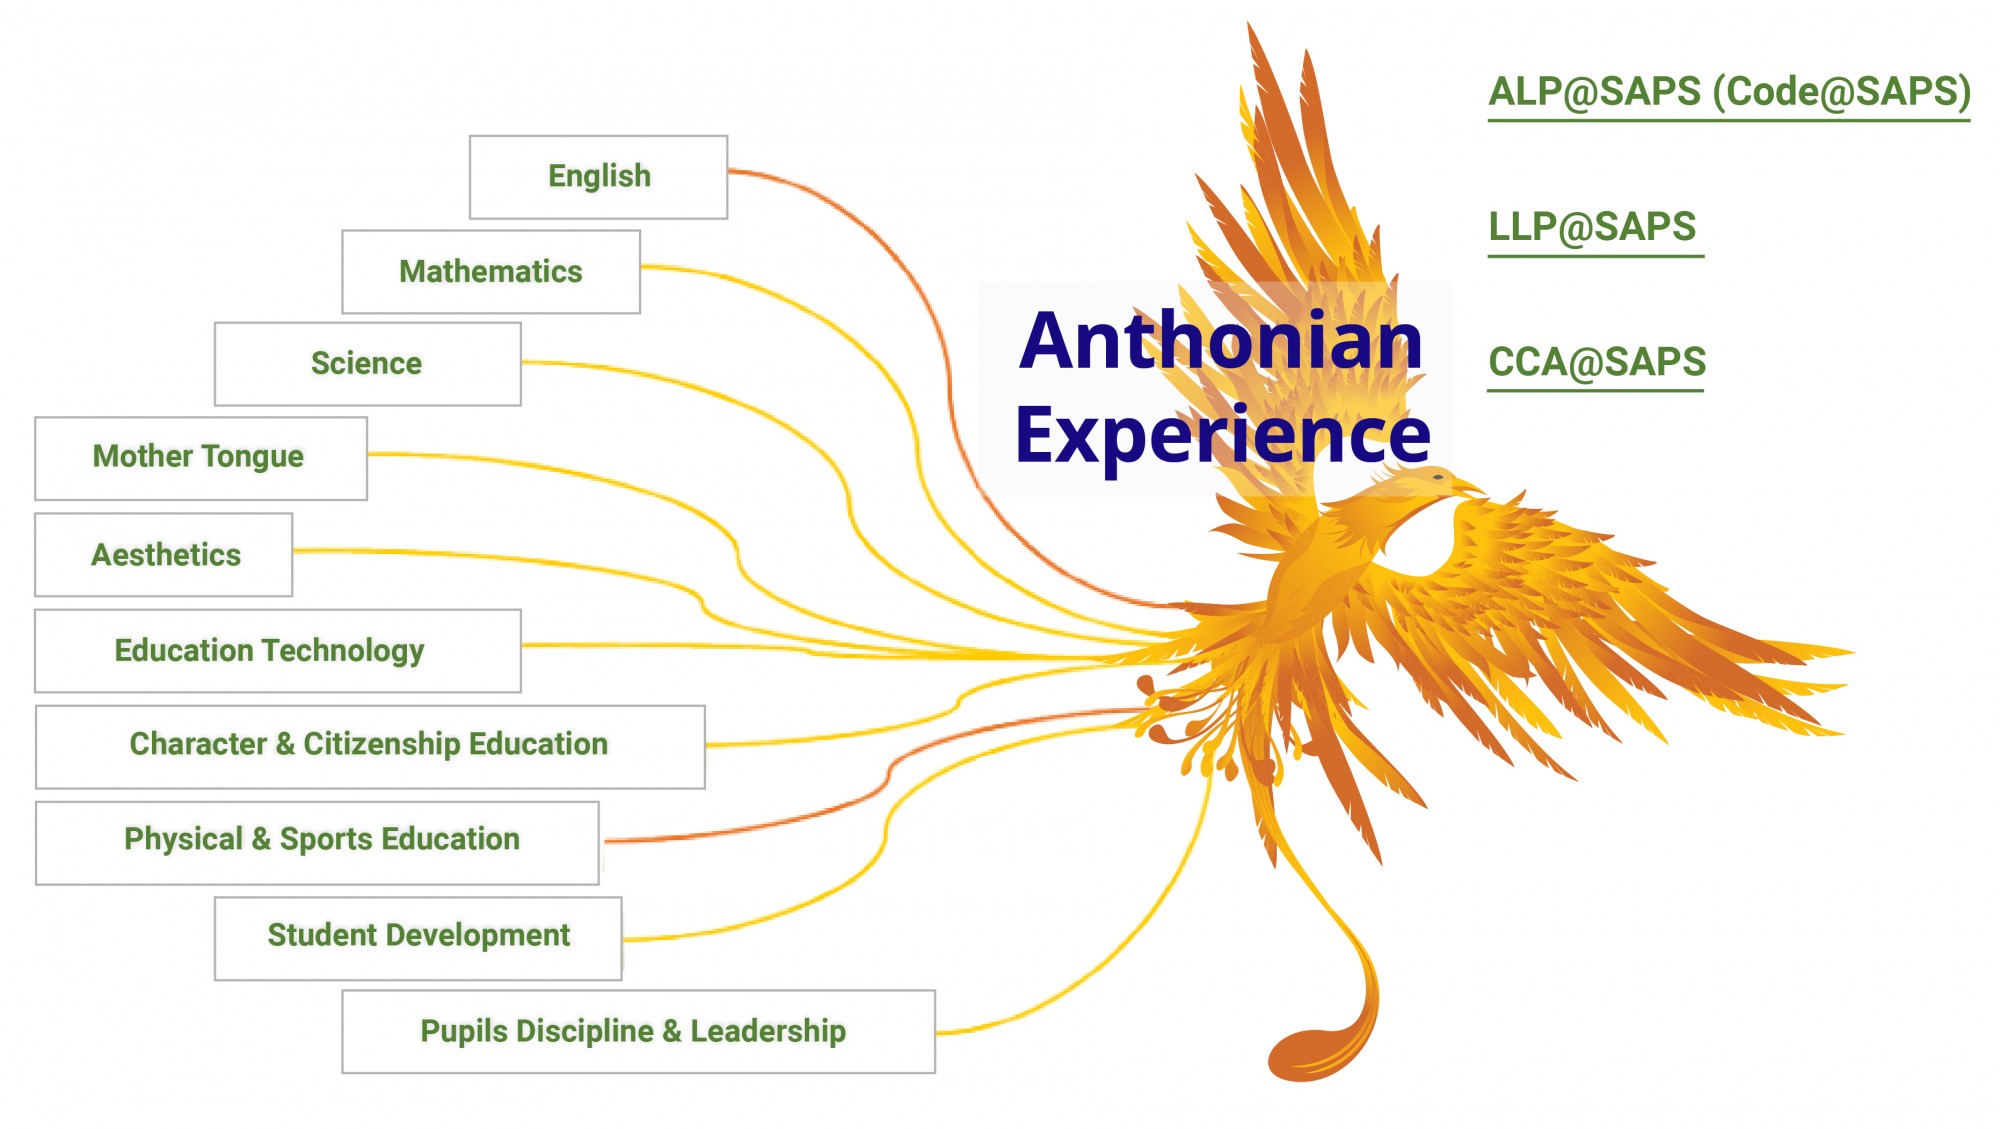 English
Mathematics
Science
Mother Tongue
Aesthetics
Education Technology
Character & Citizenship Education
Physical & Sports Education
Student Development
Pupils Discipline & Leadership
Anthonian
Experience
ALP@SAPS (Code@SAPS)
LLP@SAPS
CCA@SAPS